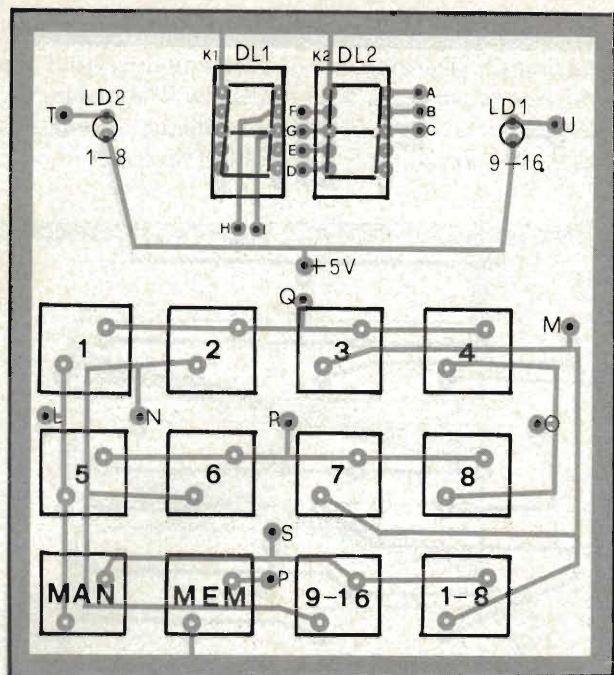 K1 DL1 K2 DL2
T LD2 F A LD1 U
G B
E C
1-8 D 9-16
H I
+5V
Q M
1 2 3 4
L N R O
5 6 7 8
S
P
MAN MEM 9-16 1-8